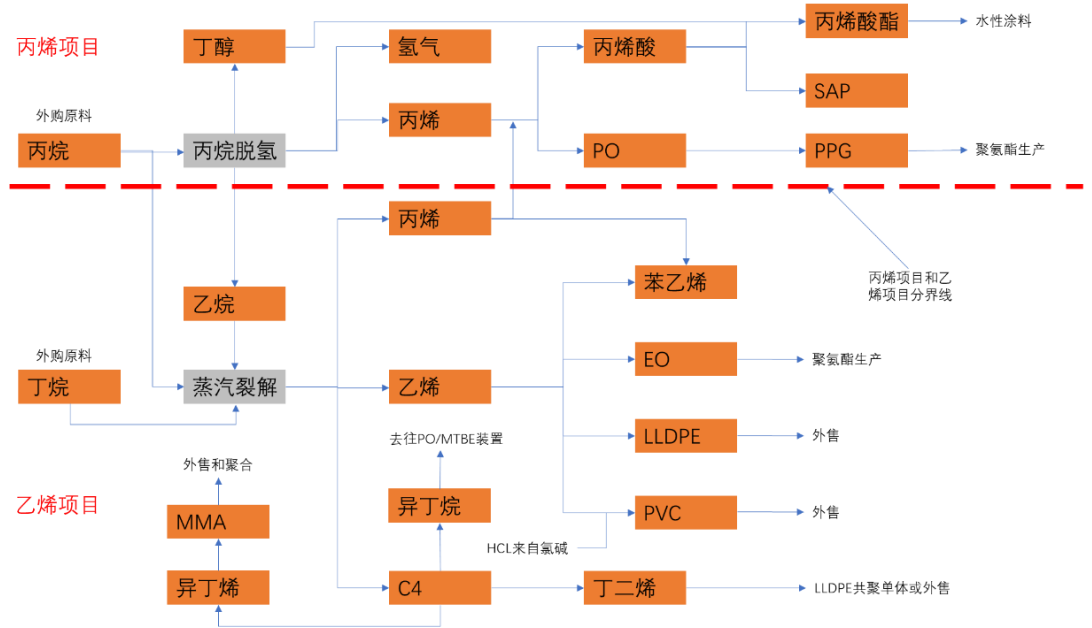 丙烯项目
丁醇
氢气
丙烯酸
丙烯酸酯
水性涂料
SAP
外购原料
丙烷
丙烷脱氢
丙烯
PO
PPG
聚氨酯生产
丙烯
丙烯项目和乙
烯项目分界线
乙烷
苯乙烯
外购原料
丁烷
蒸汽裂解
乙烯
EO
聚氨酯生产
LLDPE
外售
去往PO/MTBE装置
外售和聚合
乙烯项目
MMA
异丁烷
PVC
外售
HCL来自氯碱
异丁烯
C4
丁二烯
LLDPE共聚单体或外售